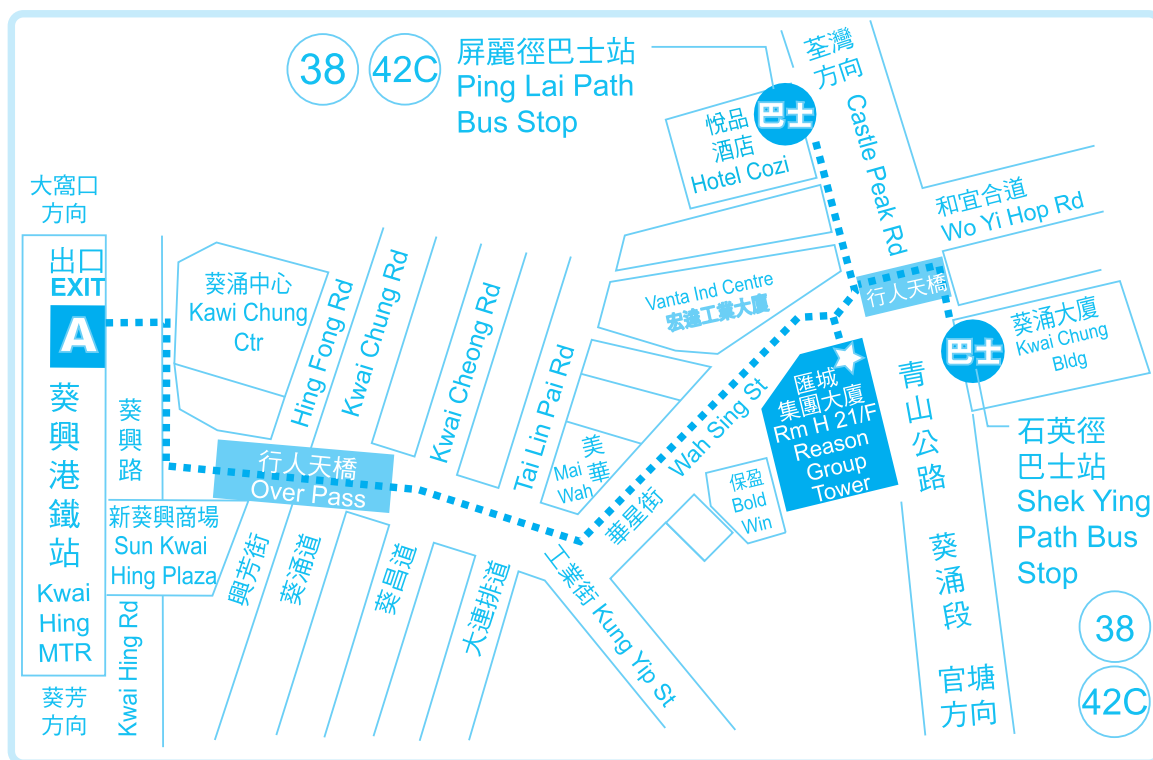 38
42C
屏麗徑巴士站
Ping Lai Path
Bus Stop
荃灣
方向
Castle Peak Rd
巴士
悅品
酒店
Hotel Cozi
和宜合道
Wo Yi Hop Rd
大窩口
方向
出口
EXIT
A
葵興港鐵站
Kwai
Hing
MTR
葵芳
方向
葵興路
Kwai Hing Rd
葵涌中心
Kawi Chung
Ctr
新葵興商場
Sun Kwai
Hing Plaza
Hing Fong Rd
Kwai Chung Rd
Kwai Cheong Rd
Tai Lin Pai Rd
行人天橋
Over Pass
興芳街
葵涌道
葵昌道
大連排道
工業街 Kung Yip St
美華
Mai
Wah
Vanta Ind Centre
宏達工業大廈
華星街 Wah Sing St
保盈
Bold
Win
匯城
集團大廈
Rm H 21/F
Reason
Group
Tower
行人天橋
巴士
葵涌大廈
Kwai Chung
Bldg
青山公路
葵涌段
官塘
方向
石英徑
巴士站
Shek Ying
Path Bus
Stop
38
42C